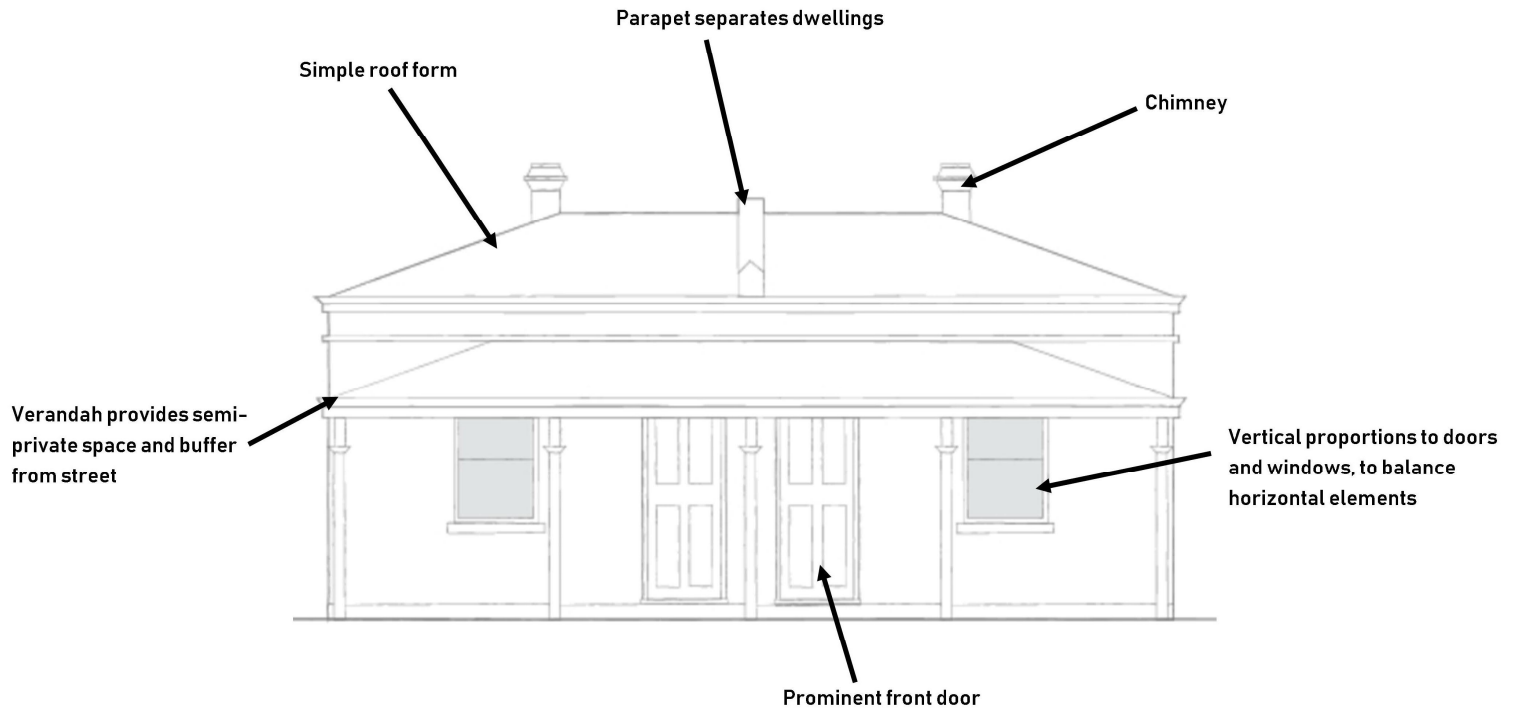 Parapet separates dwellings
Simple roof form
Chimney
Verandah provides semi-
private space and buffer
from street
Vertical proportions to doors
and windows, to balance
horizontal elements
Prominent front door